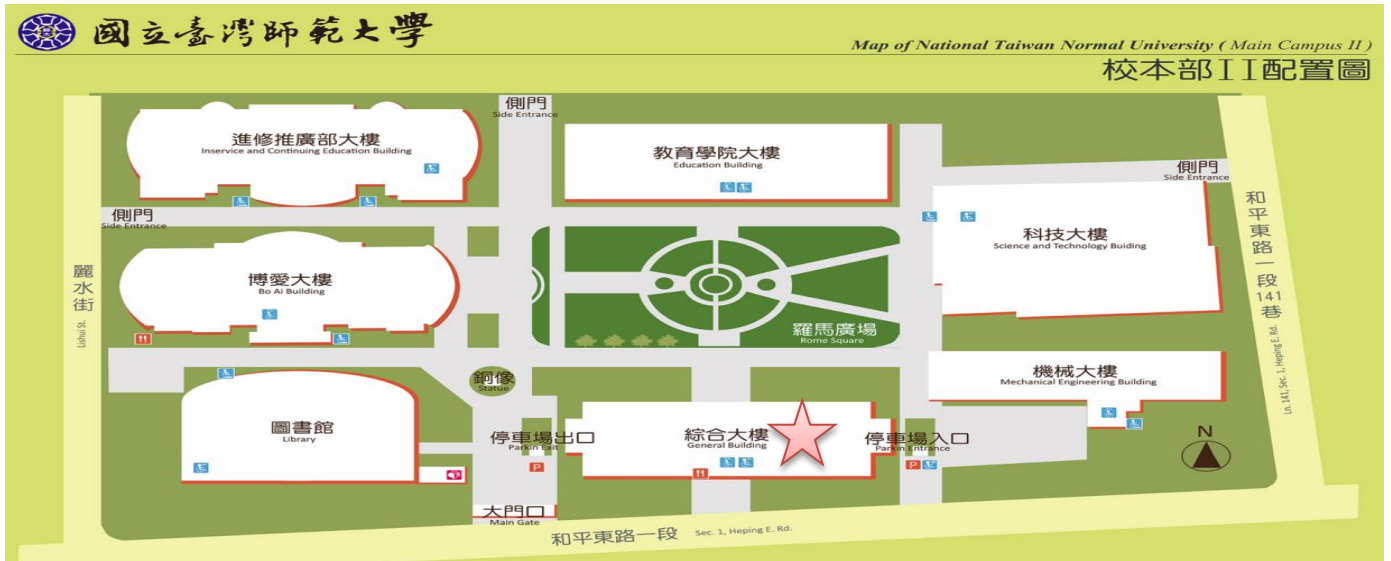 國立臺灣師範大學
Map of National Taiwan Normal University ( Main Campus II )
校本部II配置圖
側門
Side Entrance
進修推廣部大樓
Inservice and Continuing Education Building
教育學院大樓
Education Building
側門
Side Entrance
側門
Side Entrance
科技大樓
Science and Technology Buiding
博愛大樓
Bo Ai Building
羅馬廣場
Rome Square
麗水街
Lishui St.
和平東路一段141巷
Ln. 141, Sec. 1, Heping E. Rd.
機械大樓
Mechanical Engineering Building
銅像
Statue
圖書館
Library
停車場出口
Parkin Exit
P
綜合大樓
General Building
停車場入口
Parkin Entrance
P
N
大門口
Main Gate
和平東路一段 Sec. 1, Heping E. Rd.